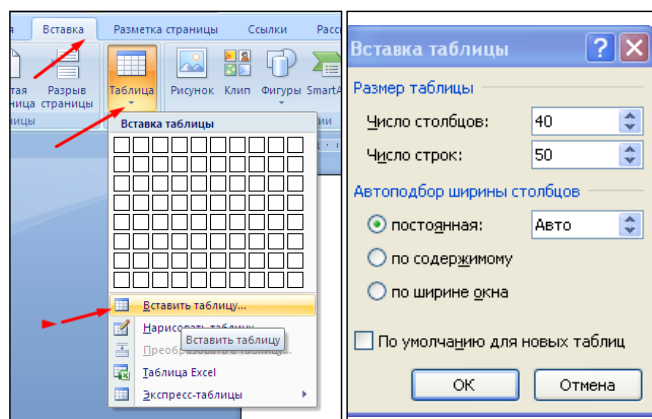 Вставка Разметка страницы Ссылки
Разрыв страницы Таблица Рисунок Клип Фигуры
Вставка таблицы
Вставить таблицу...
Нарисовать таблицу
Вставить таблицу
Преобразовать в таблицу...
Таблица Excel
Экспресс-таблицы
Вставка таблицы
Размер таблицы
Число столбцов: 40
Число строк: 50
Автоподбор ширины столбцов
постоянная: Авто
по содержимому
по ширине окна
По умолчанию для новых таблиц
ОК Отмена